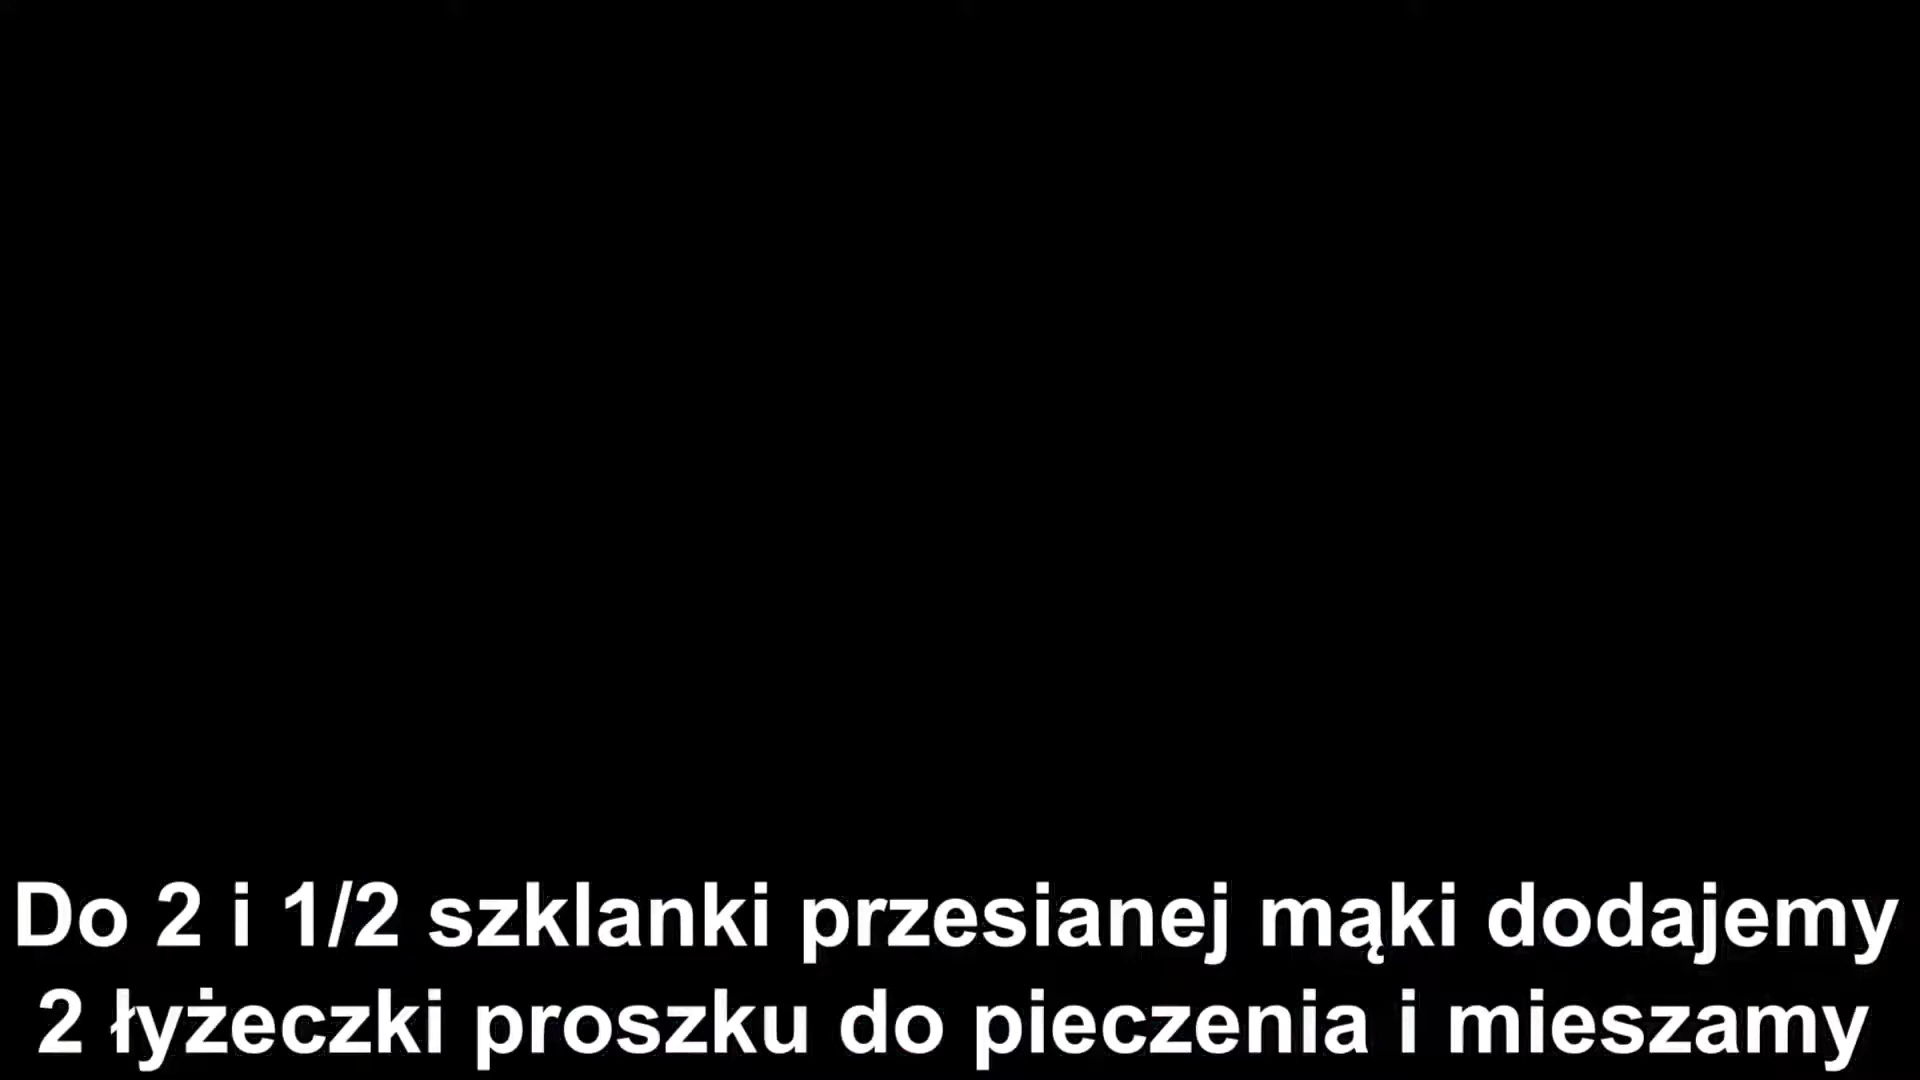 Do 2 i 1/2 szklanki przesianej mąki dodajemy
2 łyżeczki proszku do pieczenia i mieszamy